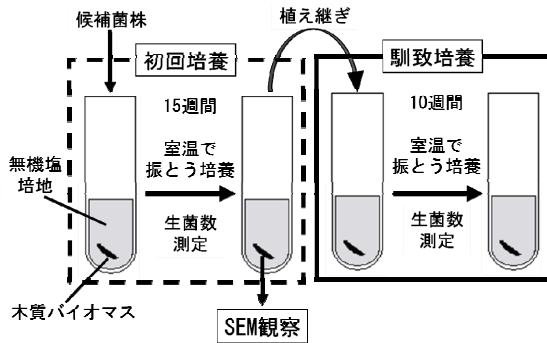 候補菌株
植え継ぎ
初回培養
馴致培養
15週間
10週間
室温で
振とう培養
室温で
振とう培養
無機塩
培地
生菌数
測定
生菌数
測定
木質バイオマス
SEM観察